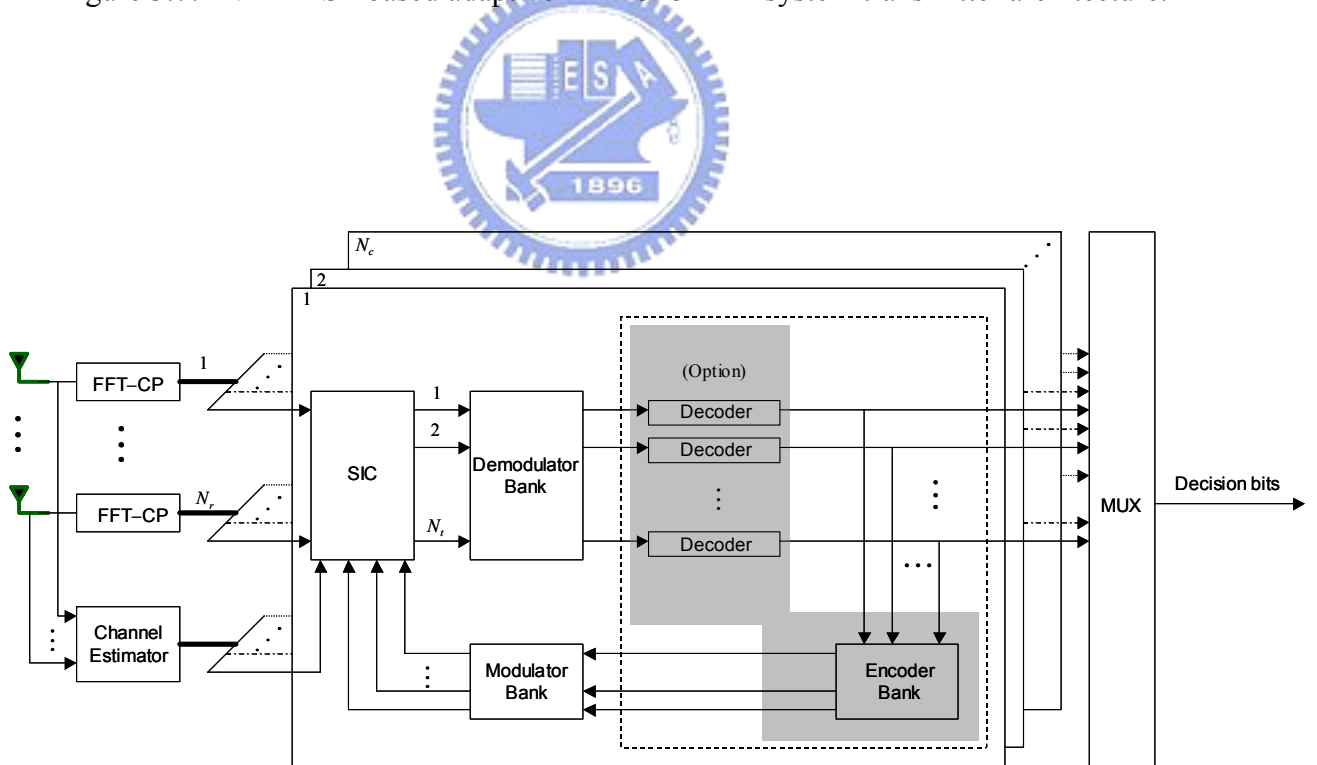 E S A
1896
N_c
2
1
1
FFT–CP
(Option)
1
Decoder
2
Decoder
SIC
Demodulator
Bank
N_r
FFT–CP
N_t
Decoder
MUX
Decision bits
Channel
Estimator
Modulator
Bank
Encoder
Bank